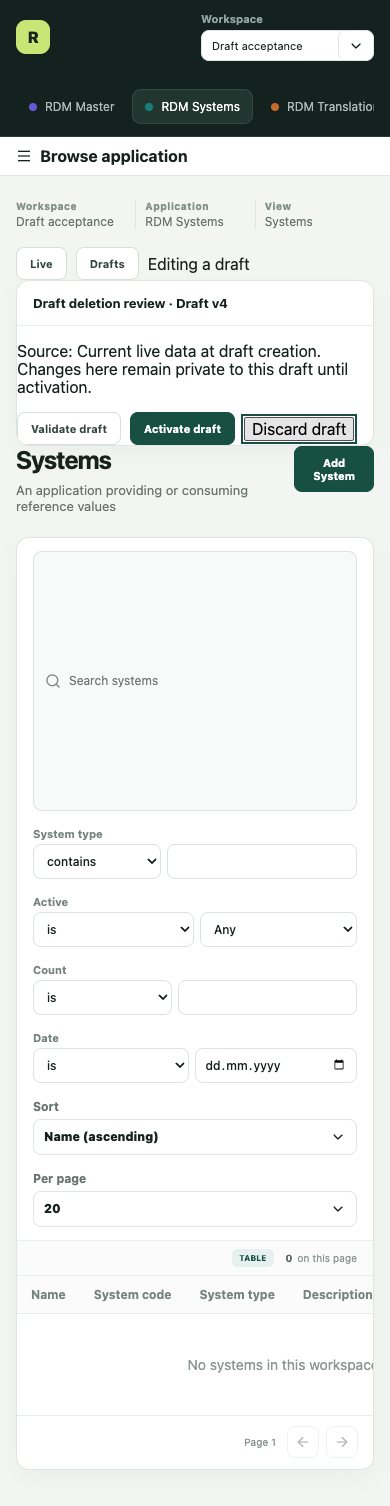 Workspace
R
Draft acceptance
RDM Master
RDM Systems
RDM Translation
Browse application
Workspace
Application
View
Draft acceptance
RDM Systems
Systems
Live
Drafts
Editing a draft
Draft deletion review · Draft v4
Source: Current live data at draft creation.
Changes here remain private to this draft until
activation.
Validate draft
Activate draft
Discard draft
Systems
Add
System
An application providing or consuming
reference values
Search systems
System type
contains
Active
is
Any
Count
is
Date
is
dd.mm.yyyy
Sort
Name (ascending)
Per page
20
TABLE
0 on this page
Name
System code
System type
Description
No systems in this workspace
Page 1